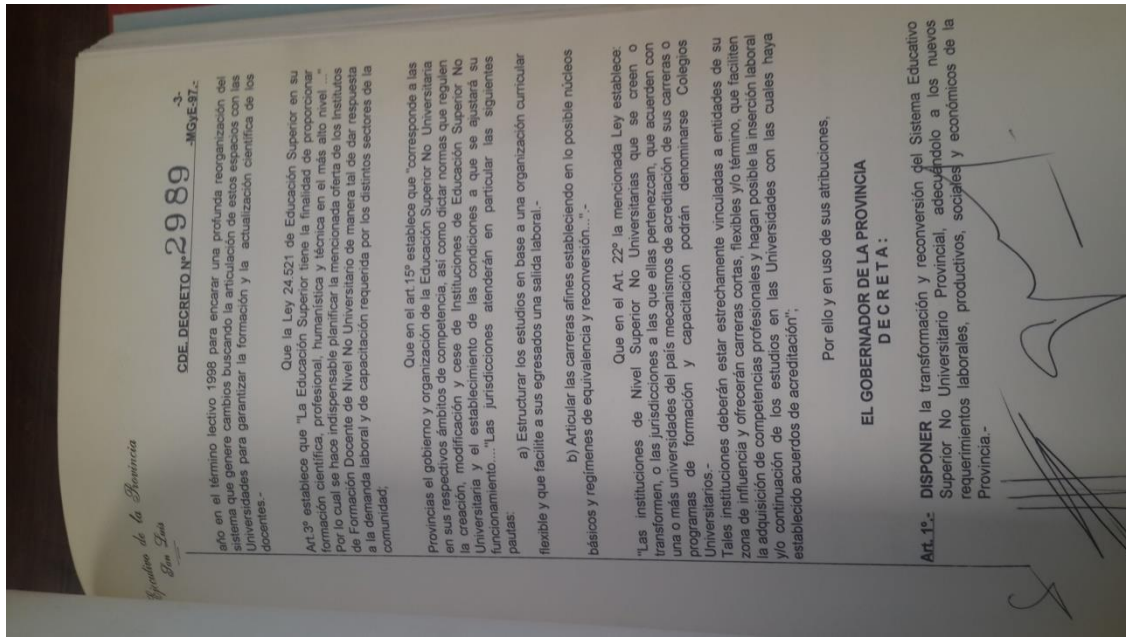 Ejecutivo de la Provincia
San Luis
CDE. DECRETO Nº 2989 -3-
-MGyE-97.-
año en el término lectivo 1998 para encarar una profunda reorganización del
sistema que genere cambios buscando la articulación de estos espacios con las
Universidades para garantizar la formación y la actualización científica de los
docentes.-
Que la Ley 24.521 de Educación Superior en su
Art.3º establece que "La Educación Superior tiene la finalidad de proporcionar
formación científica, profesional, humanística y técnica en el más alto nivel ..."
Por lo cual se hace indispensable planificar la mencionada oferta de los Institutos
de Formación Docente de Nivel No Universitario de manera tal de dar respuesta
a la demanda laboral y de capacitación requerida por los distintos sectores de la
comunidad;
Que en el art.15º establece que "corresponde a las
Provincias el gobierno y organización de la Educación Superior No Universitaria
en sus respectivos ámbitos de competencia, así como dictar normas que regulen
la creación, modificación y cese de Instituciones de Educación Superior No
Universitaria y el establecimiento de las condiciones a que se ajustará su
funcionamiento.... "Las jurisdicciones atenderán en particular las siguientes
pautas:
a) Estructurar los estudios en base a una organización curricular
flexible y que facilite a sus egresados una salida laboral.-
b) Articular las carreras afines estableciendo en lo posible núcleos
básicos y regímenes de equivalencia y reconversión...".-
Que en el Art. 22º la mencionada Ley establece:
"Las instituciones de Nivel Superior No Universitarias que se creen o
transformen, o las jurisdicciones a las que ellas pertenezcan, que acuerden con
una o más universidades del país mecanismos de acreditación de sus carreras o
programas de formación y capacitación podrán denominarse Colegios
Universitarios.-
Tales instituciones deberán estar estrechamente vinculadas a entidades de su
zona de influencia y ofrecerán carreras cortas, flexibles y/o término, que faciliten
la adquisición de competencias profesionales y hagan posible la inserción laboral
y/o continuación de los estudios en las Universidades con las cuales haya
establecido acuerdos de acreditación";
Por ello y en uso de sus atribuciones,
EL GOBERNADOR DE LA PROVINCIA
D E C R E T A :
Art. 1º.- DISPONER la transformación y reconversión del Sistema Educativo
Superior No Universitario Provincial, adecuándolo a los nuevos
requerimientos laborales, productivos, sociales y económicos de la
Provincia.-